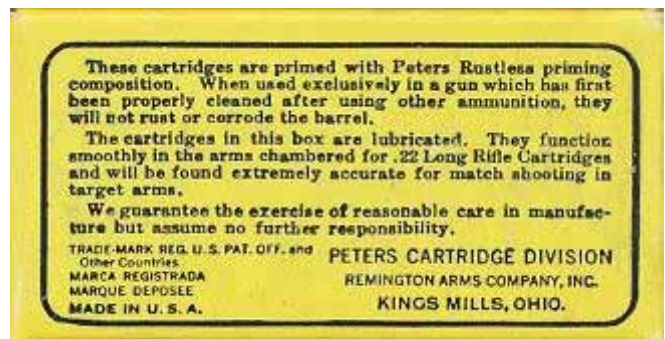 These cartridges are primed with Peters Rustless priming
composition. When used exclusively in a gun which has first
been properly cleaned after using other ammunition, they
will not rust or corrode the barrel.
The cartridges in this box are lubricated. They function
smoothly in the arms chambered for .22 Long Rifle Cartridges
and will be found extremely accurate for match shooting in
target arms.
We guarantee the exercise of reasonable care in manufac-
ture but assume no further responsibility.
TRADE-MARK REG. U.S. PAT. OFF. and
Other Countries
MARCA REGISTRADA
MARQUE DEPOSEE
MADE IN U.S.A.
PETERS CARTRIDGE DIVISION
REMINGTON ARMS COMPANY, INC.
KINGS MILLS, OHIO.